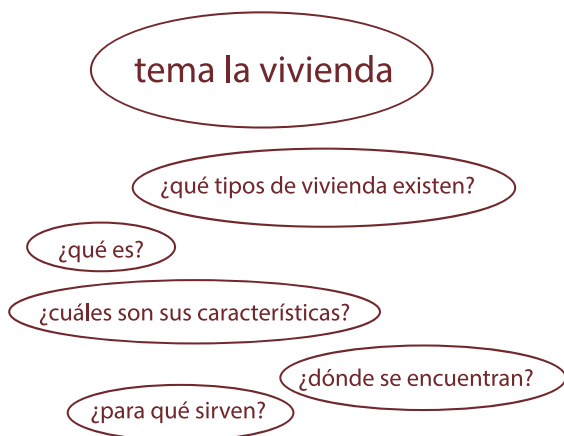 tema la vivienda
¿qué tipos de vivienda existen?
¿qué es?
¿cuáles son sus característícas?
¿dónde se encuentran?
¿para qué sirven?